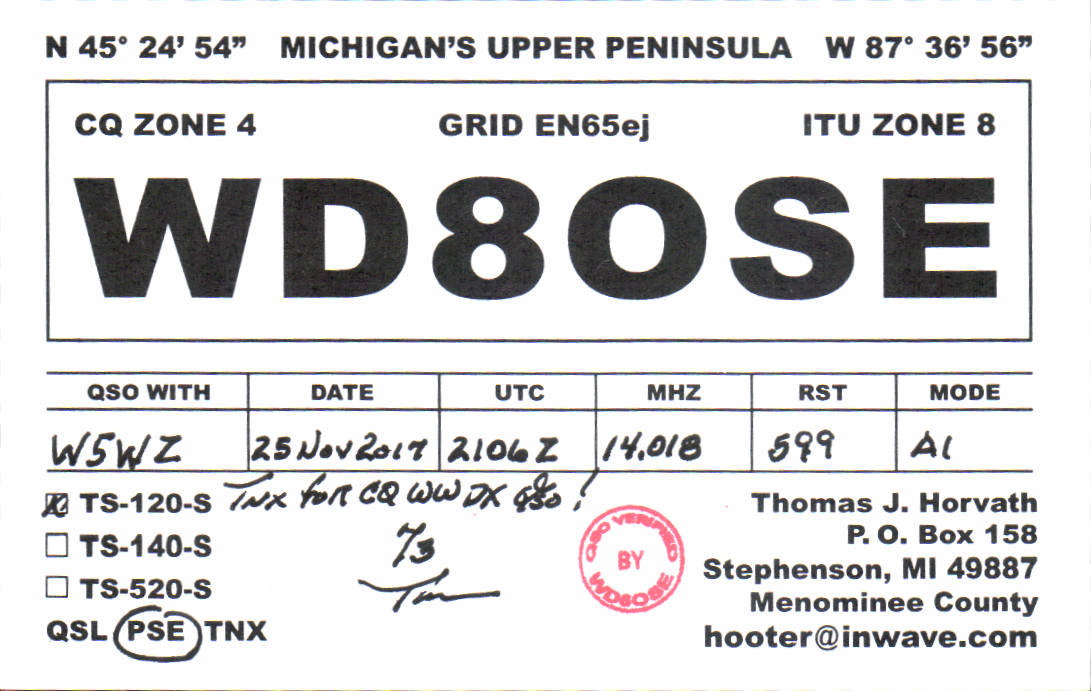 N 45° 24’ 54” MICHIGAN’S UPPER PENINSULA W 87° 36’ 56”
CQ ZONE 4 GRID EN65ej ITU ZONE 8
WD8OSE
QSO WITH DATE UTC MHZ RST MODE
W5WZ 25 Nov 2017 2106 Z 14.018 599 A1
TS-120-S TNX FOR CQ WW DX QSO!
TS-140-S 73
TS-520-S Tom
QSL PSE TNX
QSO VERIFIED BY WD8OSE
Thomas J. Horvath
P. O. Box 158
Stephenson, MI 49887
Menominee County
hooter@inwave.com